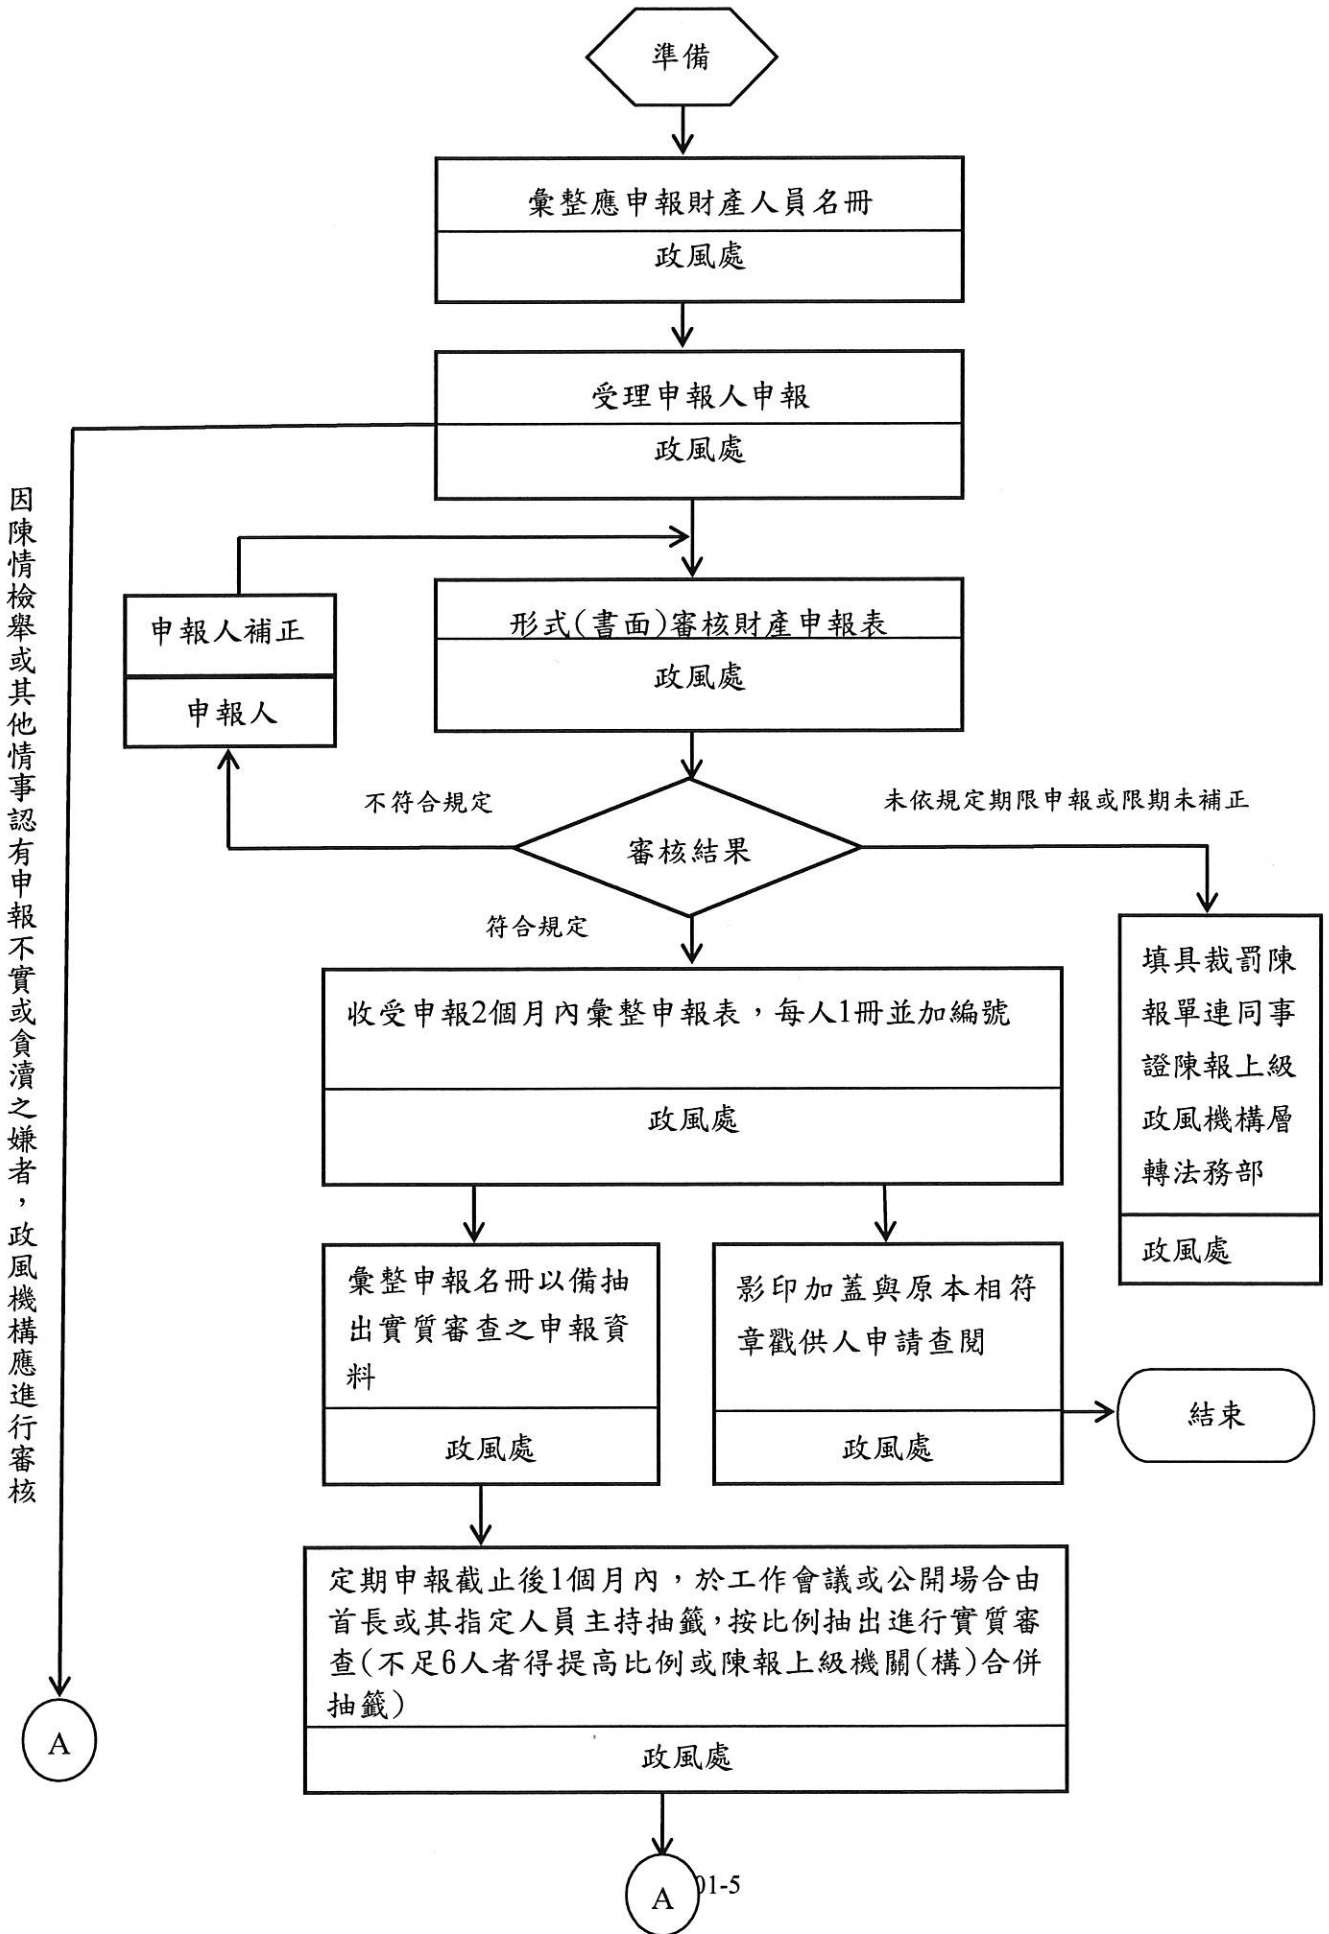 準備
彙整應申報財產人員名冊
政風處
受理申報人申報
政風處
因陳情檢舉或其他情事認有申報不實或貪瀆之嫌者，政風機構應進行審核
申報人補正
申報人
形式(書面)審核財產申報表
政風處
不符合規定
未依規定期限申報或限期未補正
審核結果
符合規定
收受申報2個月內彙整申報表，每人1冊並加編號
政風處
填具裁罰陳
報單連同事
證陳報上級
政風機構層
轉法務部
政風處
彙整申報名冊以備抽
出實質審查之申報資
料
政風處
影印加蓋與原本相符
章戳供人申請查閱
政風處
結束
定期申報截止後1個月內，於工作會議或公開場合由
首長或其指定人員主持抽籤，按比例抽出進行實質審
查(不足6人者得提高比例或陳報上級機關(構)合併
抽籤)
政風處
A
A
01-5